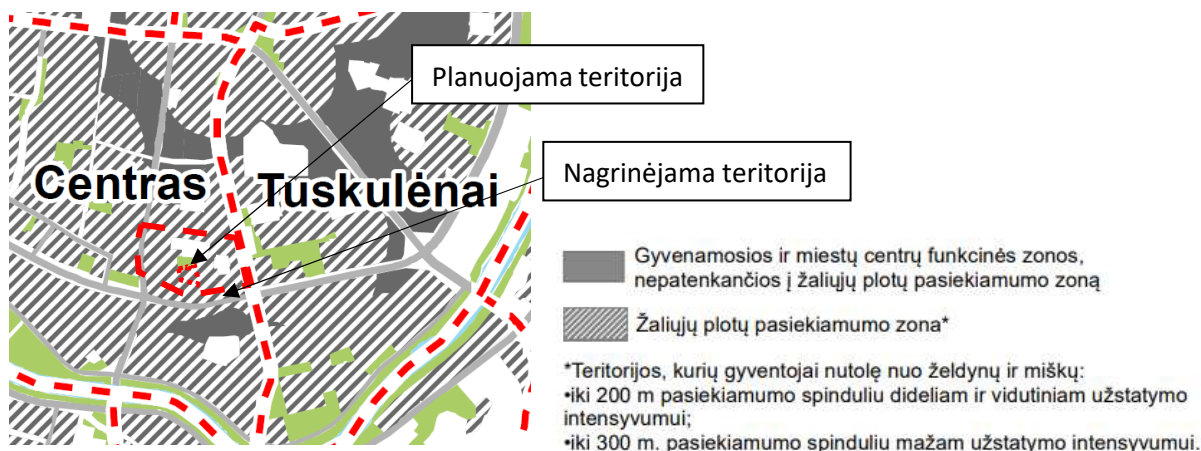 Planuojama teritorija
Nagrinėjama teritorija
Centras
Tuskulėnai
Gyvenamosios ir miestų centrų funkcinės zonos,
nepatenkančios į žaliųjų plotų pasiekiamumo zoną
Žaliųjų plotų pasiekiamumo zona*
*Teritorijos, kurių gyventojai nutolę nuo želdynų ir miškų:
•iki 200 m pasiekiamumo spinduliu dideliam ir vidutiniam užstatymo
intensyvumui;
•iki 300 m. pasiekiamumo spinduliu mažam užstatymo intensyvumui.